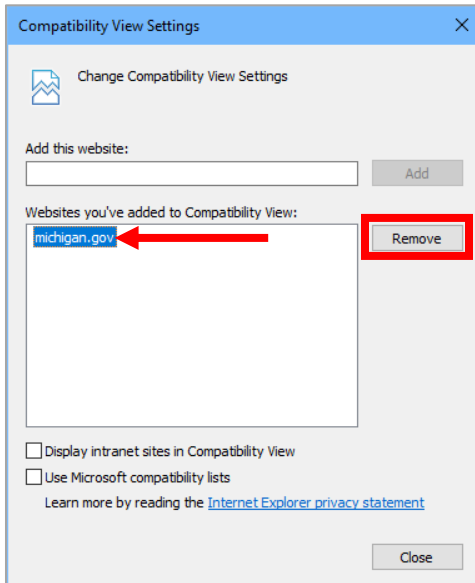 Compatibility View Settings
Change Compatibility View Settings
Add this website:
Add
Websites you've added to Compatibility View:
michigan.gov
Remove
Display intranet sites in Compatibility View
Use Microsoft compatibility lists
Learn more by reading the Internet Explorer privacy statement
Close